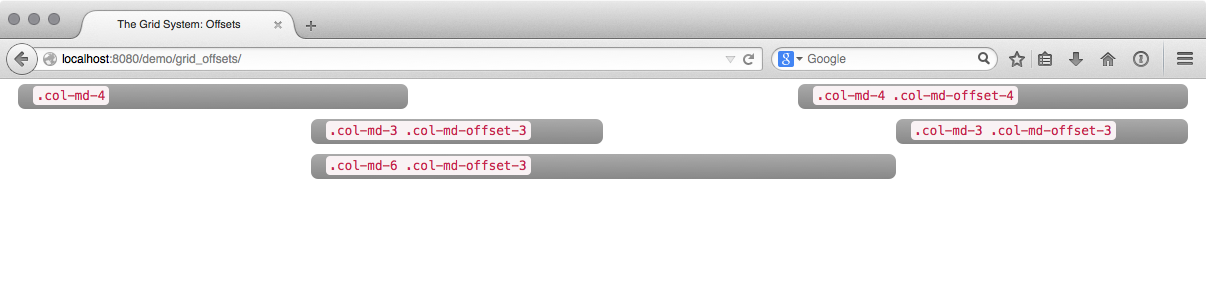 The Grid System: Offsets
localhost:8080/demo/grid_offsets/
Google
.col-md-4
.col-md-4 .col-md-offset-4
.col-md-3 .col-md-offset-3
.col-md-3 .col-md-offset-3
.col-md-6 .col-md-offset-3